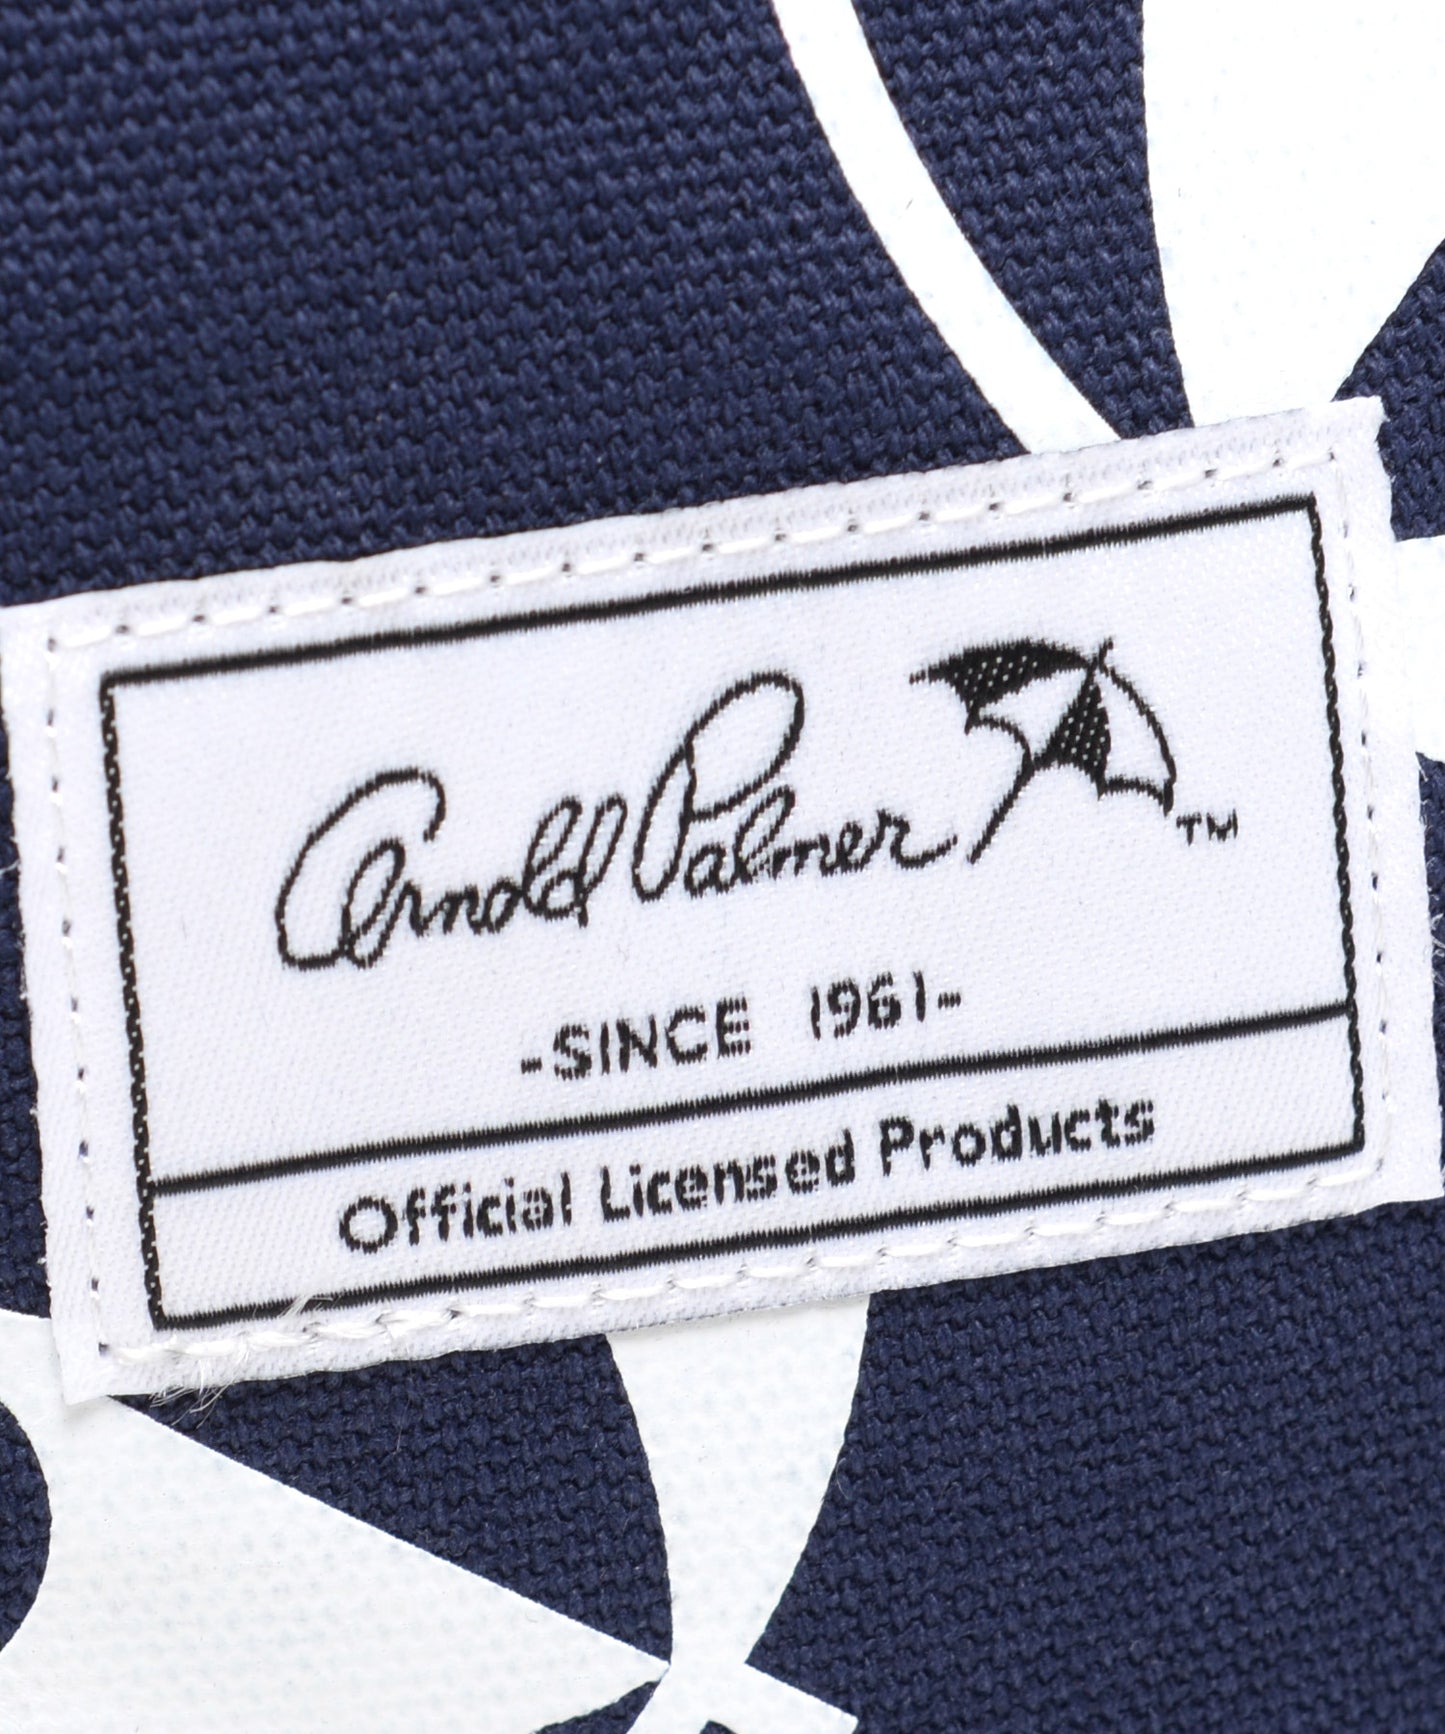 Arnold Palmer TM
-SINCE 1961-
Official Licensed Products